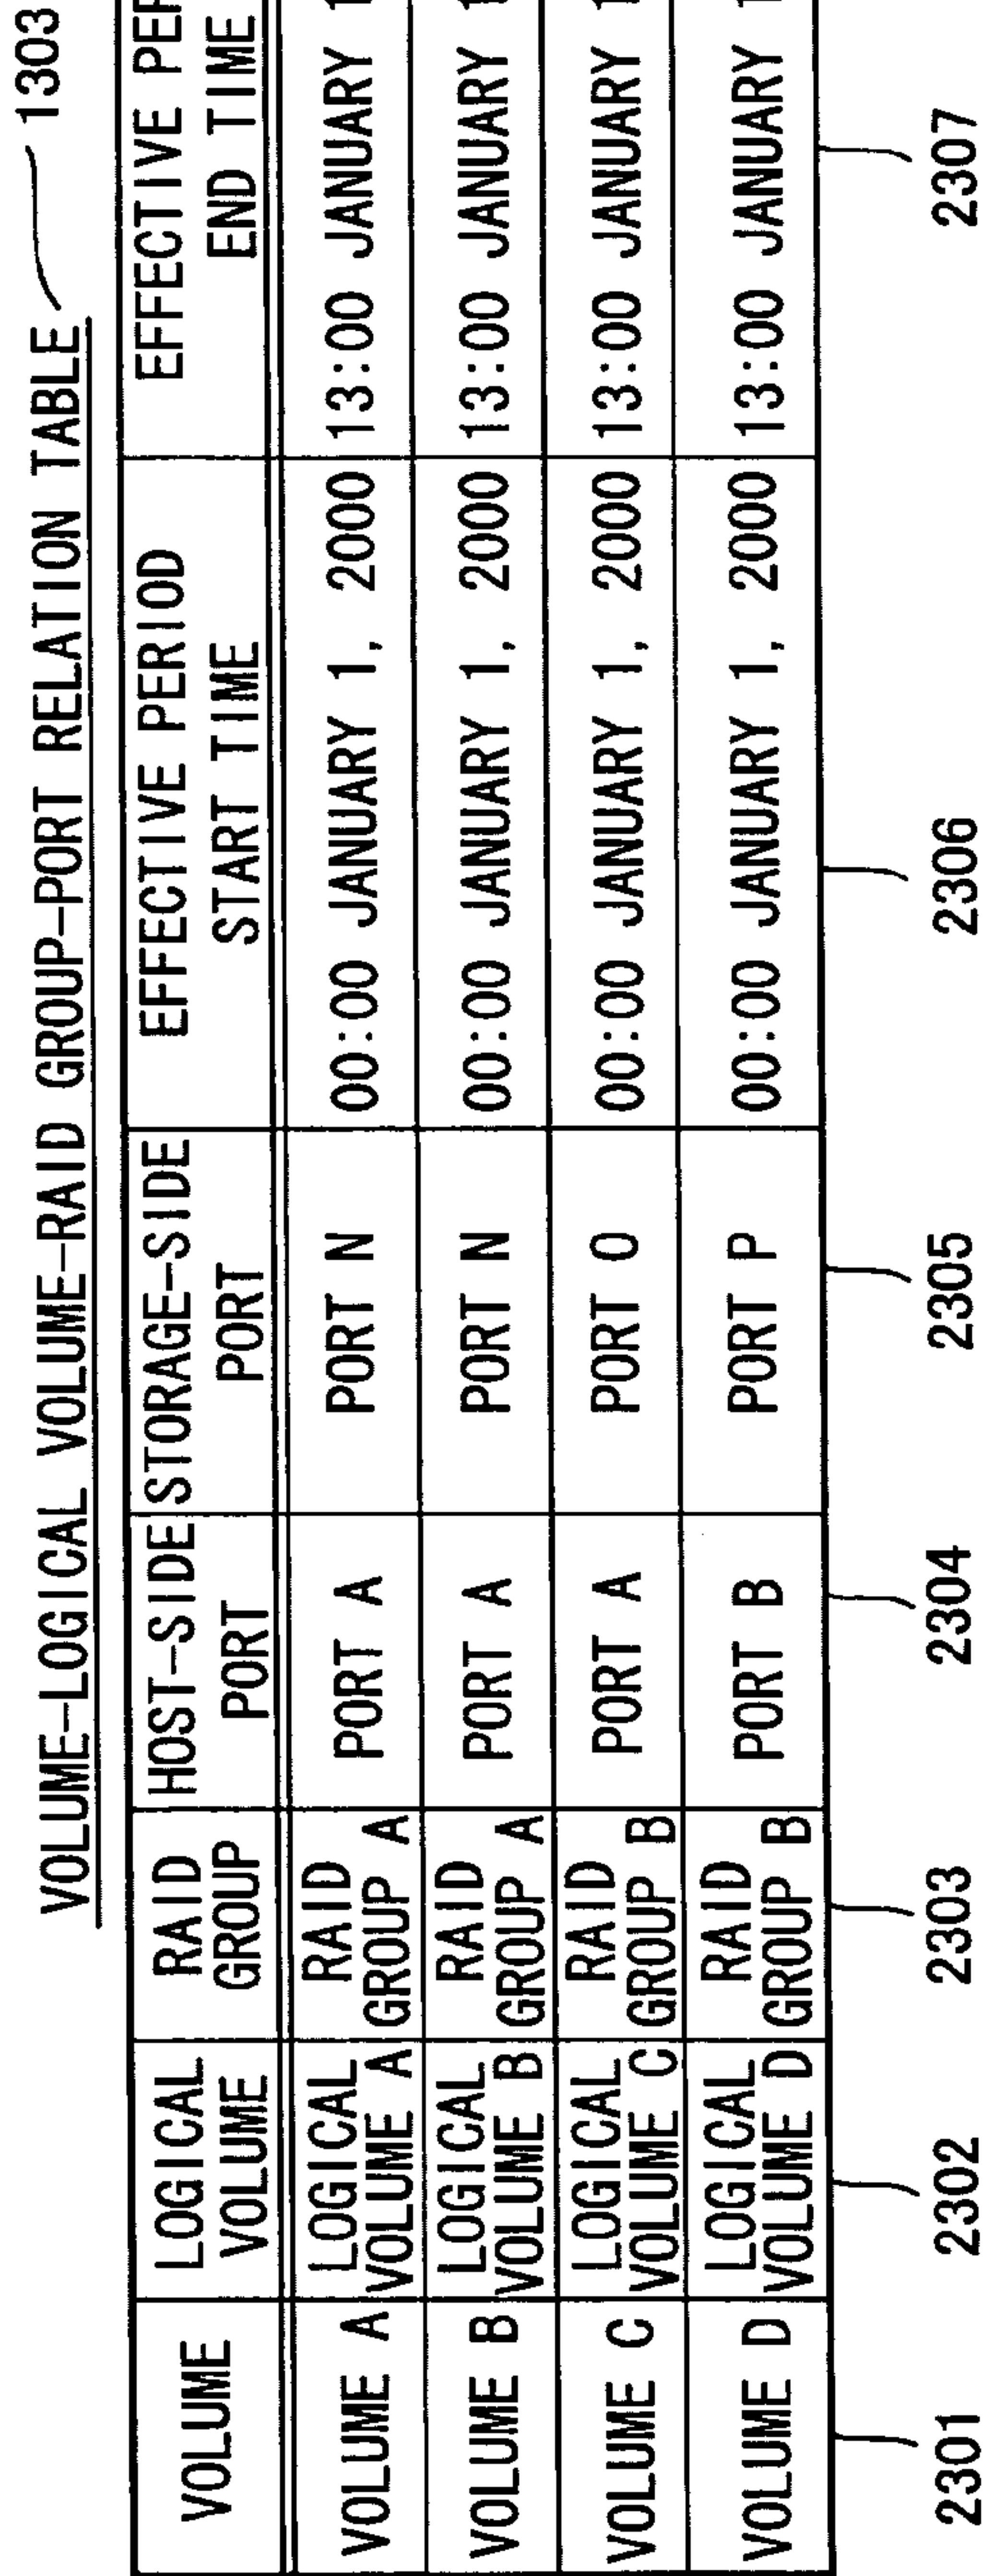 VOLUME-LOGICAL VOLUME-RAID GROUP-PORT RELATION TABLE 1303
VOLUME
LOGICAL
VOLUME
RAID
GROUP
HOST-SIDE
PORT
STORAGE-SIDE
PORT
EFFECTIVE PERIOD
START TIME
EFFECTIVE PER
END TIME
VOLUME A
LOGICAL
VOLUME A
RAID
GROUP A
PORT A
PORT N
00:00 JANUARY 1, 2000
13:00 JANUARY 1
VOLUME B
LOGICAL
VOLUME B
RAID
GROUP A
PORT A
PORT N
00:00 JANUARY 1, 2000
13:00 JANUARY 1
VOLUME C
LOGICAL
VOLUME C
RAID
GROUP B
PORT A
PORT O
00:00 JANUARY 1, 2000
13:00 JANUARY 1
VOLUME D
LOGICAL
VOLUME D
RAID
GROUP B
PORT B
PORT P
00:00 JANUARY 1, 2000
13:00 JANUARY 1
2301
2302
2303
2304
2305
2306
2307